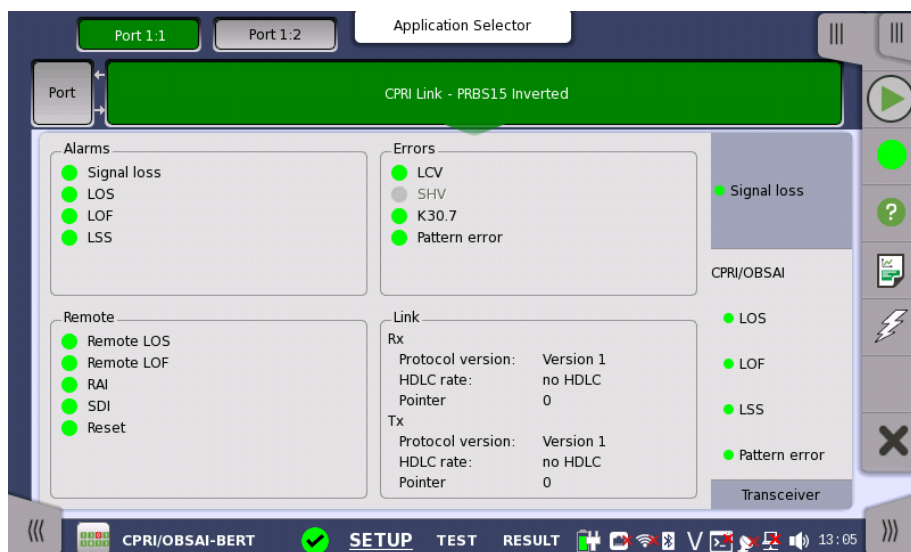 Port 1:1
Port 1:2
Application Selector
Port
CPRI Link - PRBS15 Inverted
Alarms
Signal loss
LOS
LOF
LSS
Errors
LCV
SHV
K30.7
Pattern error
Signal loss
CPRI/OBSAI
LOS
LOF
LSS
Pattern error
Transceiver
Remote
Remote LOS
Remote LOF
RAI
SDI
Reset
Link
Rx
Protocol version: Version 1
HDLC rate: no HDLC
Pointer 0
Tx
Protocol version: Version 1
HDLC rate: no HDLC
Pointer 0
CPRI/OBSAI-BERT
SETUP
TEST
RESULT
13:05